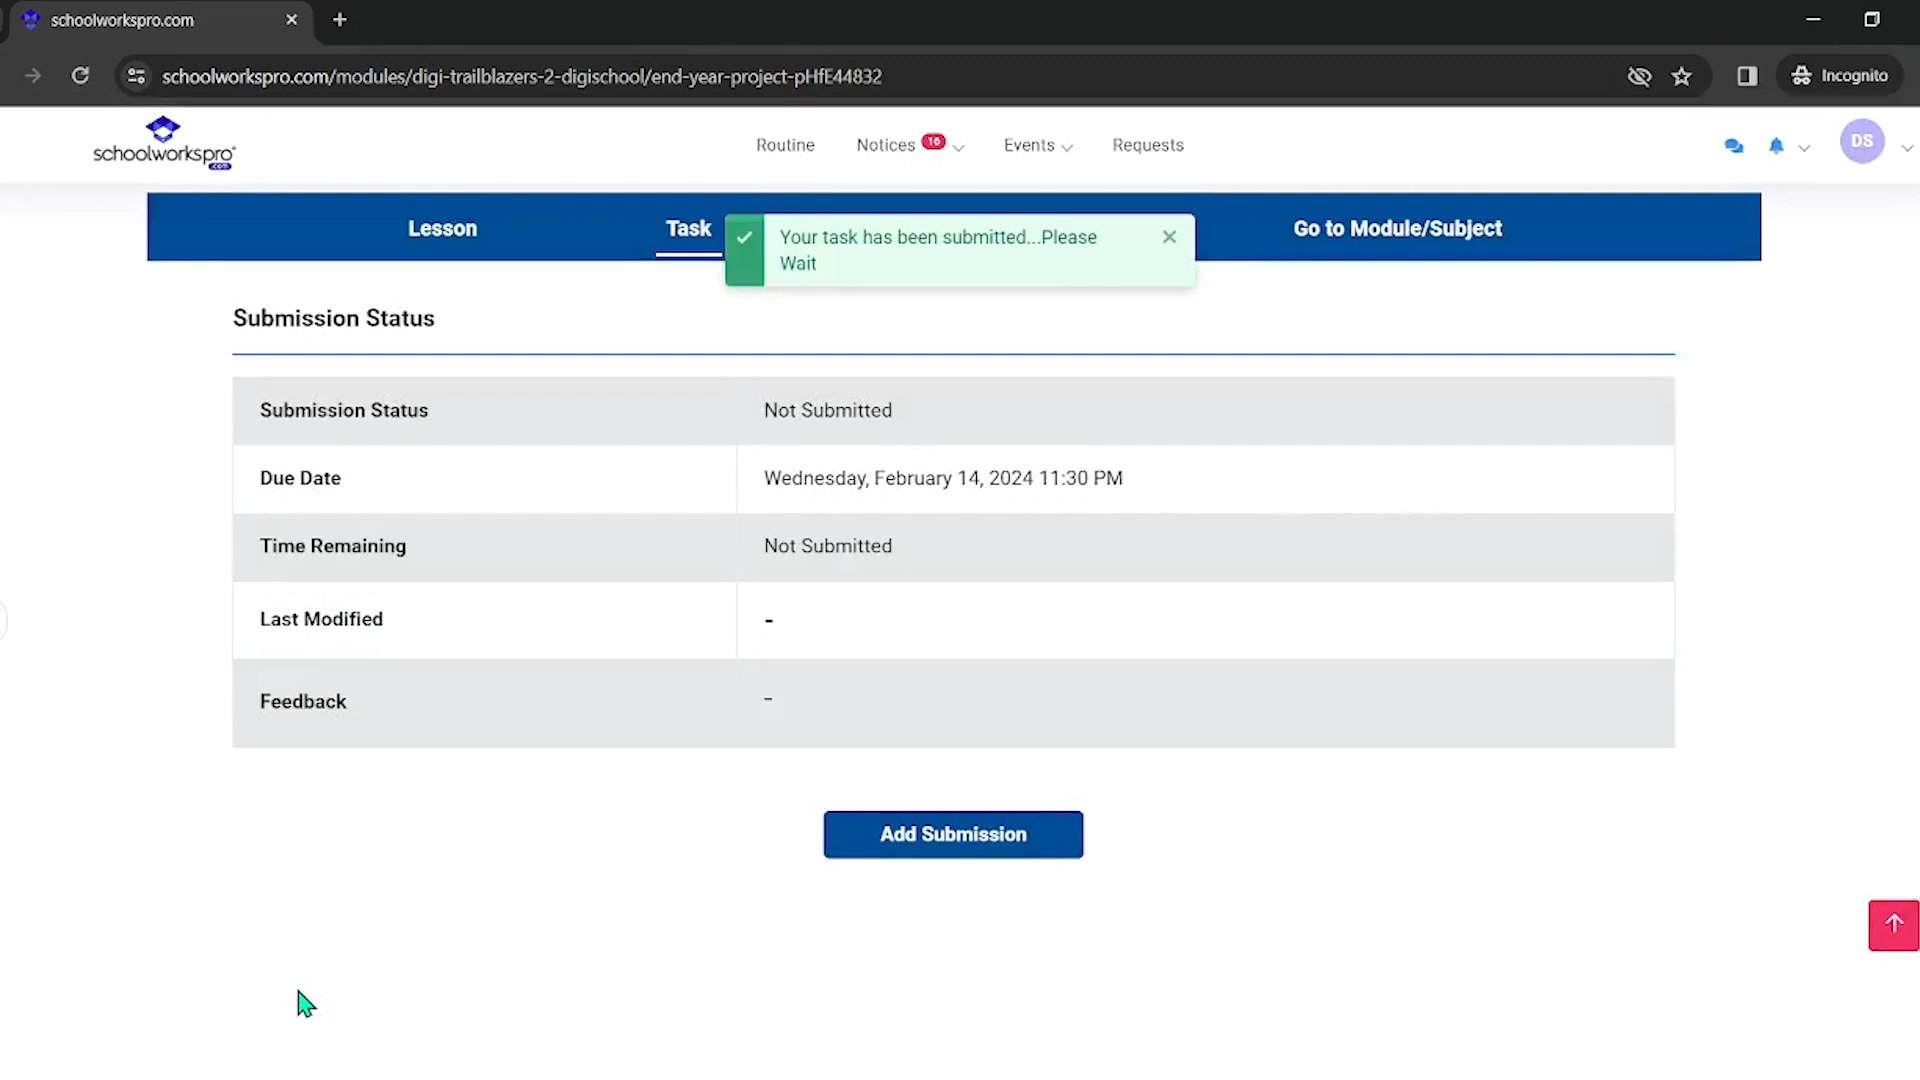 schoolworkspro.com
schoolworkspro.com/modules/digi-trailblazers-2-digischool/end-year-project-pHfE44832
Incognito
schoolworkspro
.com
Routine
Notices 16
Events
Requests
DS
Lesson
Task
Go to Module/Subject
Your task has been submitted...Please
Wait
Submission Status
Submission Status Not Submitted
Due Date Wednesday, February 14, 2024 11:30 PM
Time Remaining Not Submitted
Last Modified -
Feedback -
Add Submission